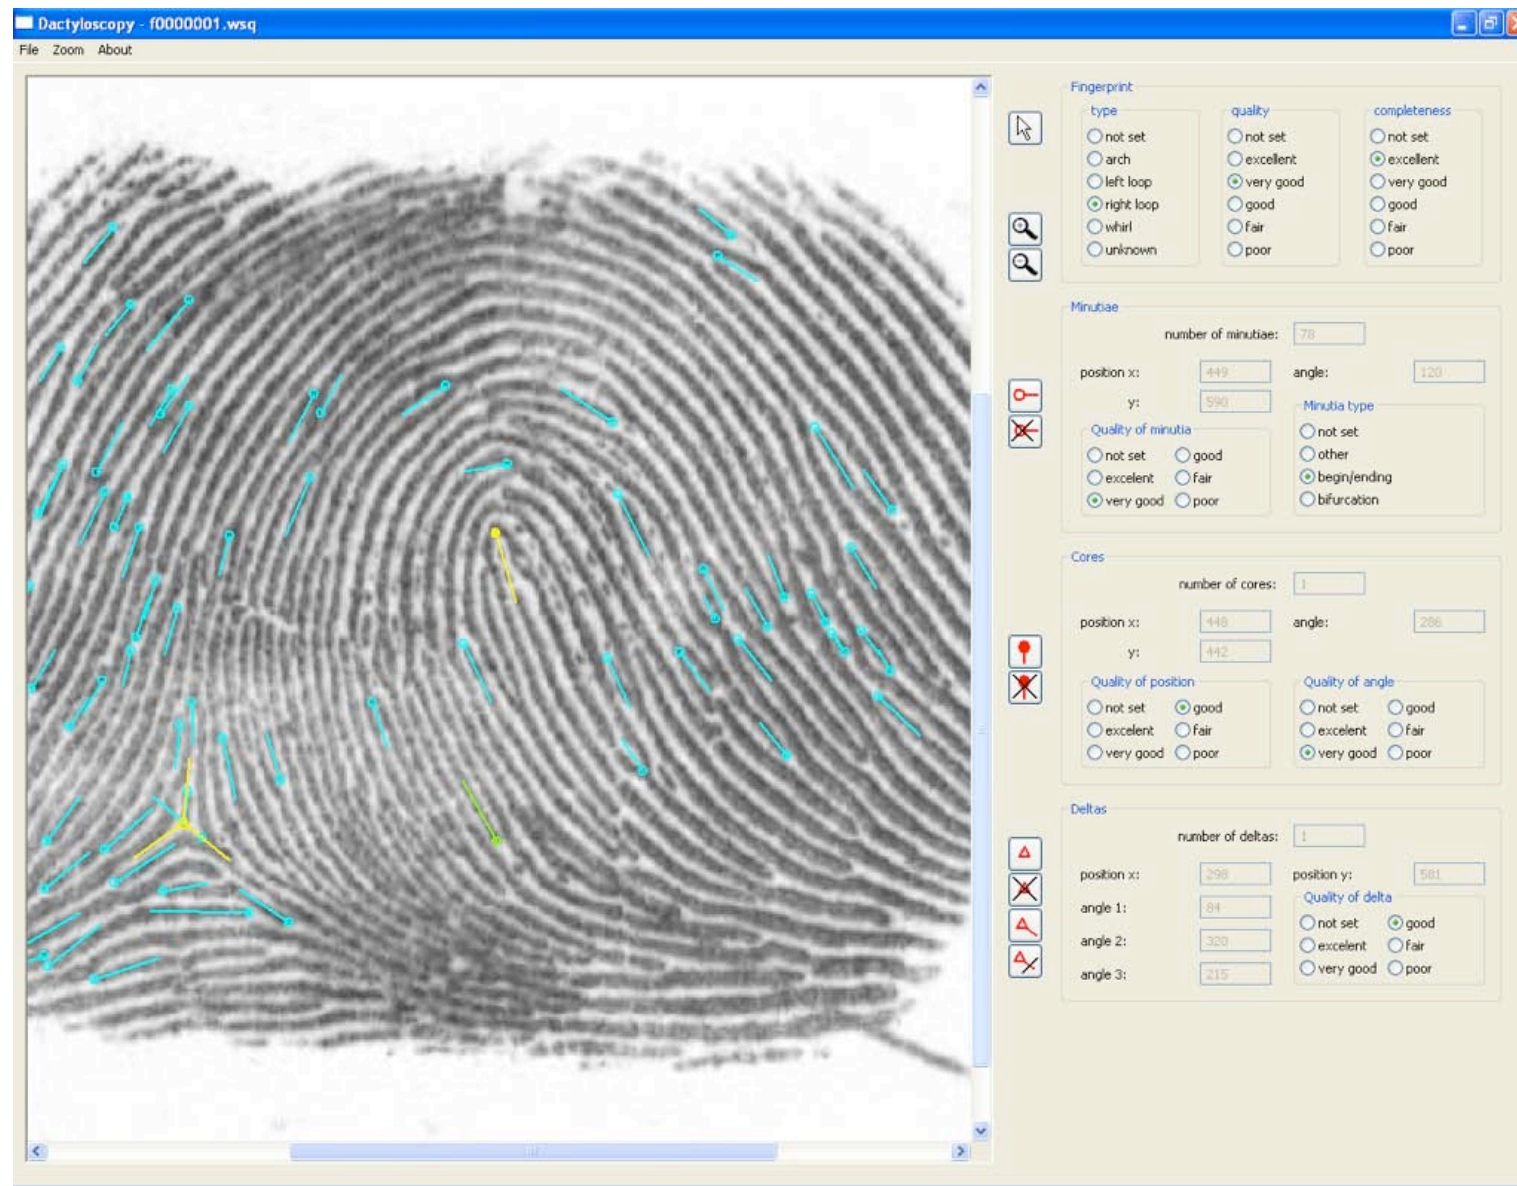 Dactyloscopy - f0000001.wsq
File Zoom About
Fingerprint
type
not set
arch
left loop
right loop
whirl
unknown
quality
not set
excellent
very good
good
fair
poor
completeness
not set
excellent
very good
good
fair
poor
Minutiae
number of minutiae: 78
position x: 449 angle: 120
y: 590
Quality of minutia
not set good
excelent fair
very good poor
Minutia type
not set
other
begin/ending
bifurcation
Cores
number of cores: 1
position x: 448 angle: 286
y: 442
Quality of position
not set good
excelent fair
very good poor
Quality of angle
not set good
excelent fair
very good poor
Deltas
number of deltas: 1
position x: 298 position y: 581
angle 1: 84
angle 2: 320
angle 3: 215
Quality of delta
not set good
excelent fair
very good poor